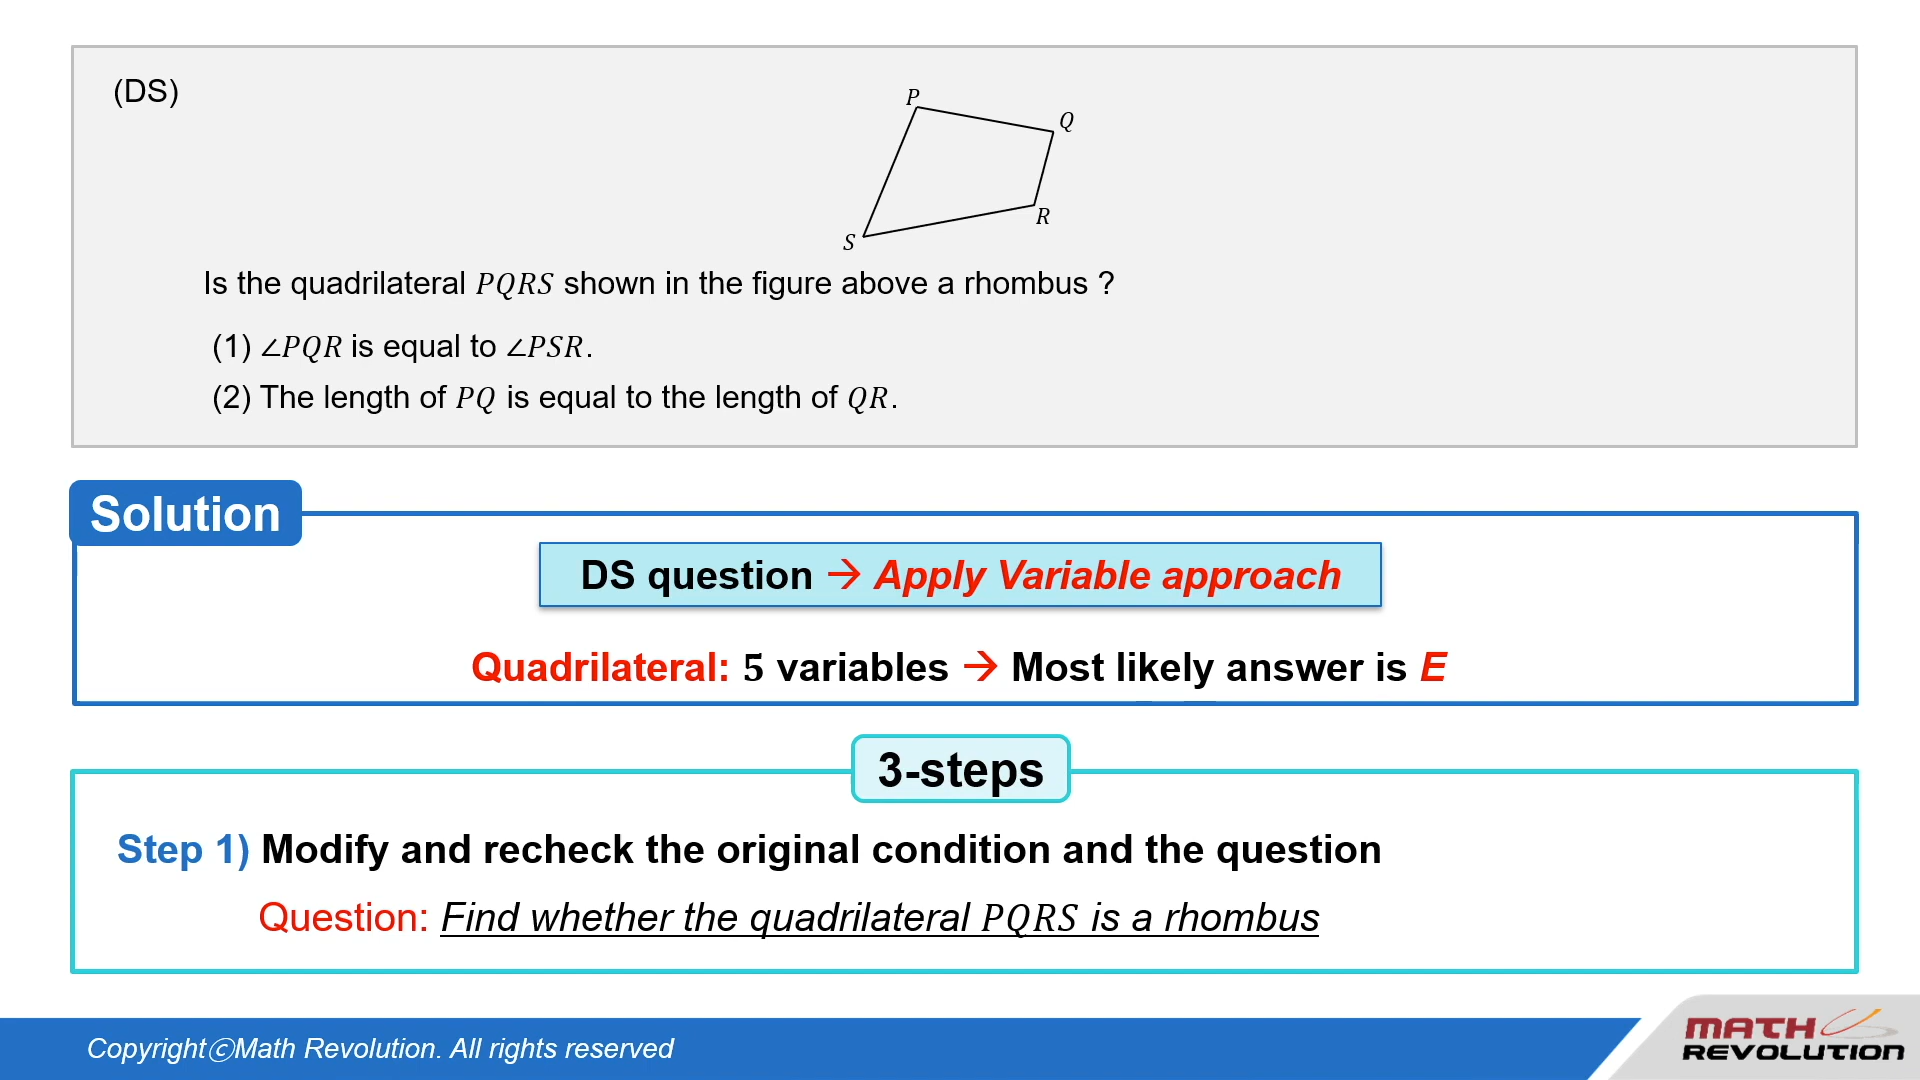 (DS)
P
Q
R
S
Is the quadrilateral PQRS shown in the figure above a rhombus ?
(1) ∠PQR is equal to ∠PSR.
(2) The length of PQ is equal to the length of QR.
Solution
DS question → Apply Variable approach
Quadrilateral: 5 variables → Most likely answer is E
3-steps
Step 1) Modify and recheck the original condition and the question
Question: Find whether the quadrilateral PQRS is a rhombus
CopyrightⓒMath Revolution. All rights reserved
MATH
REVOLUTION